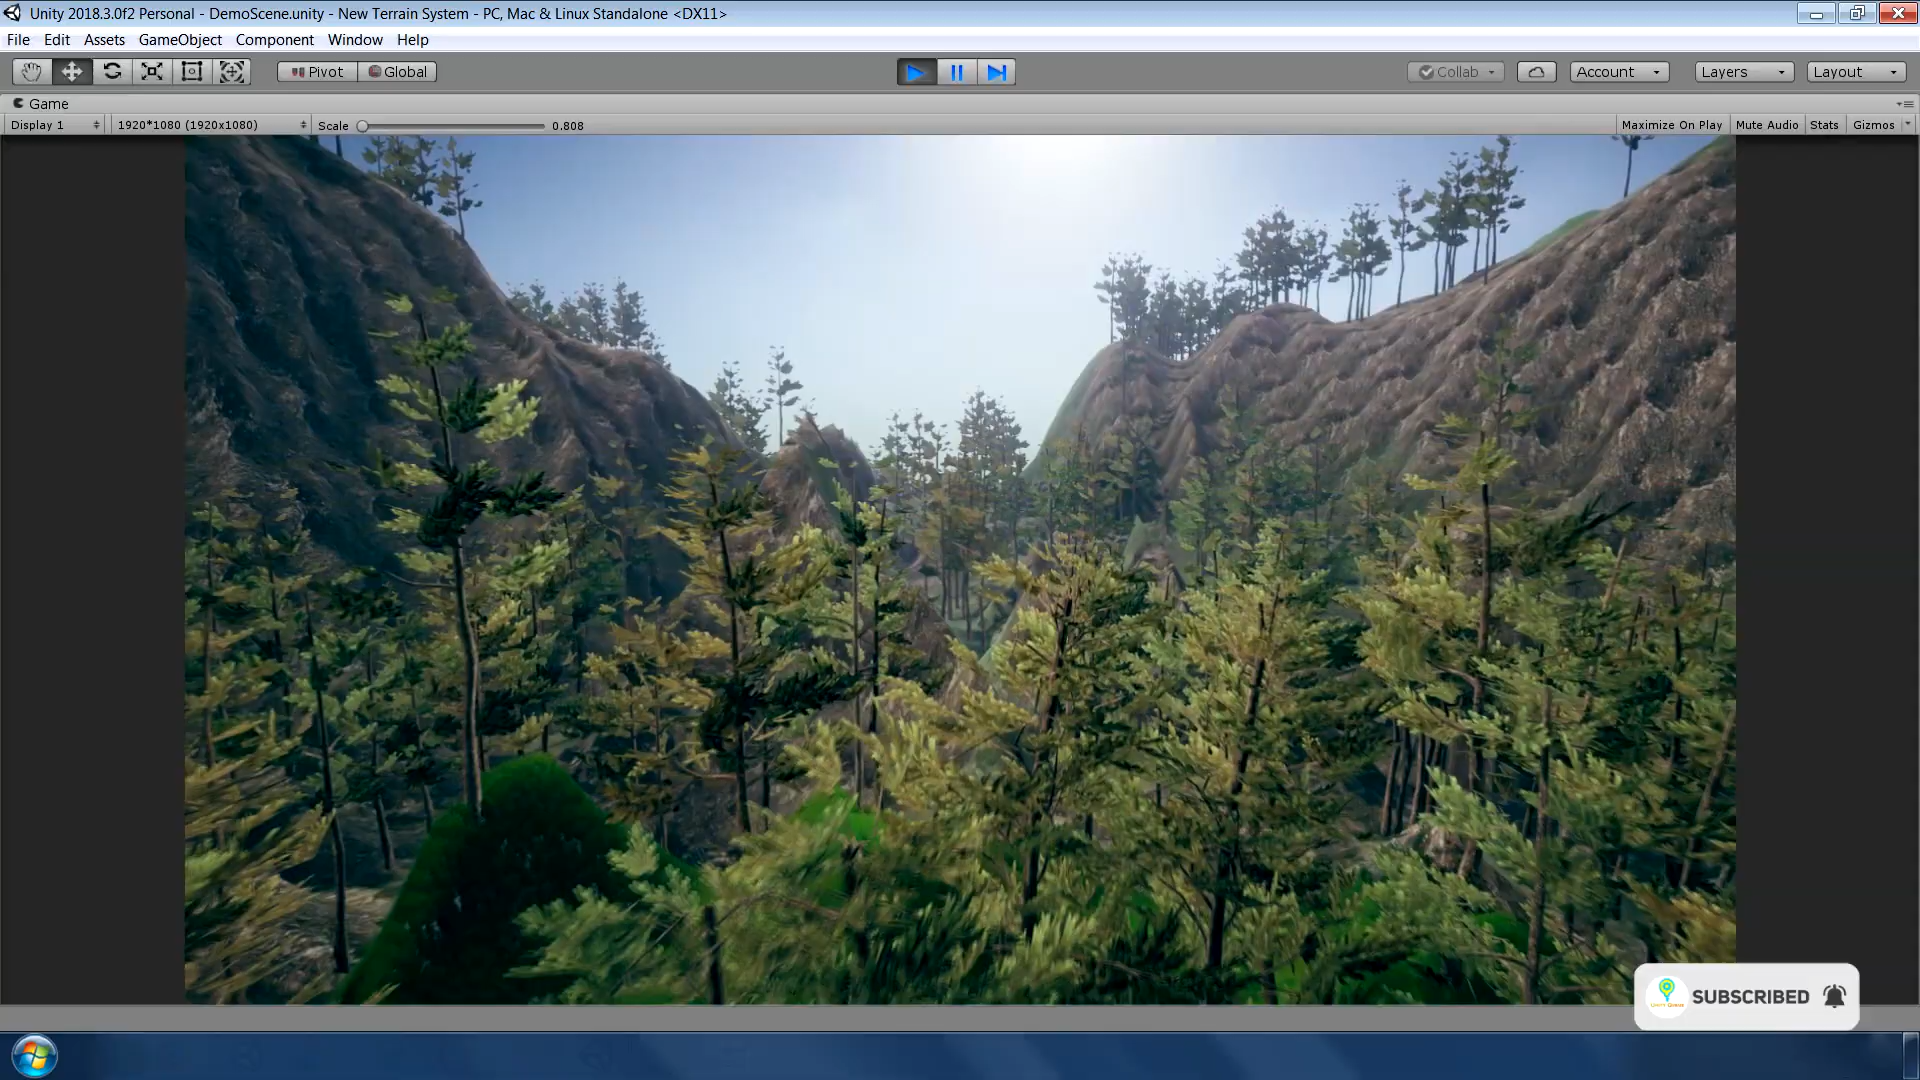 Unity 2018.3.0f2 Personal - DemoScene.unity - New Terrain System - PC, Mac & Linux Standalone <DX11>
File Edit Assets GameObject Component Window Help
Pivot Global Collab Account Layers Layout
Game
Display 1 1920*1080 (1920x1080) Scale 0.808 Maximize On Play Mute Audio Stats Gizmos
SUBSCRIBED